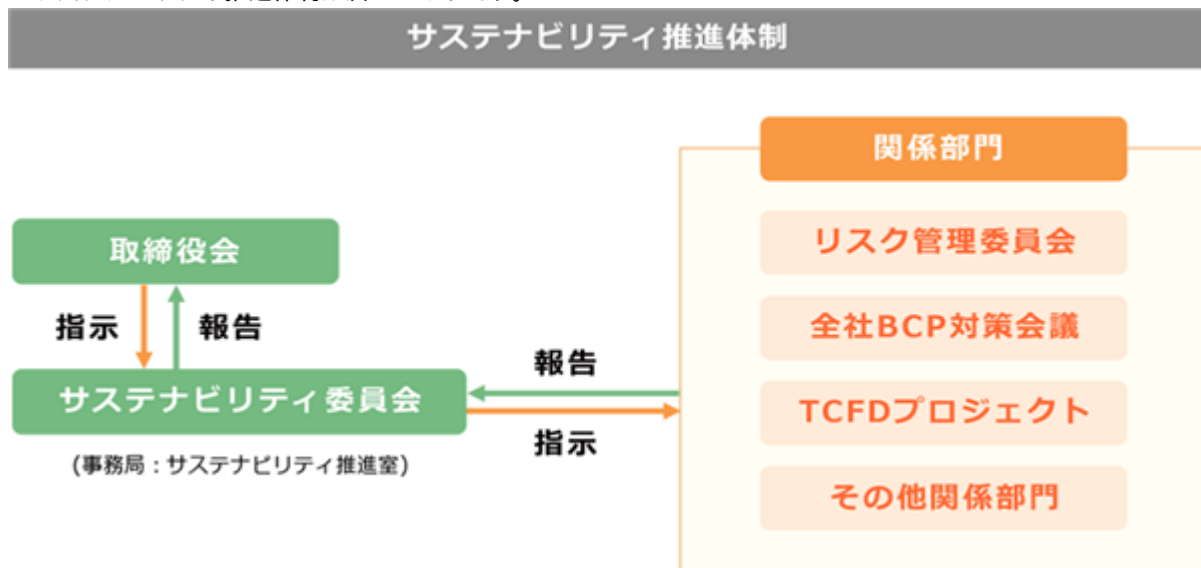 サステナビリティ推進体制
関係部門
リスク管理委員会
全社BCP対策会議
TCFDプロジェクト
その他関係部門
取締役会
指示
報告
サステナビリティ委員会
(事務局：サステナビリティ推進室)
報告
指示